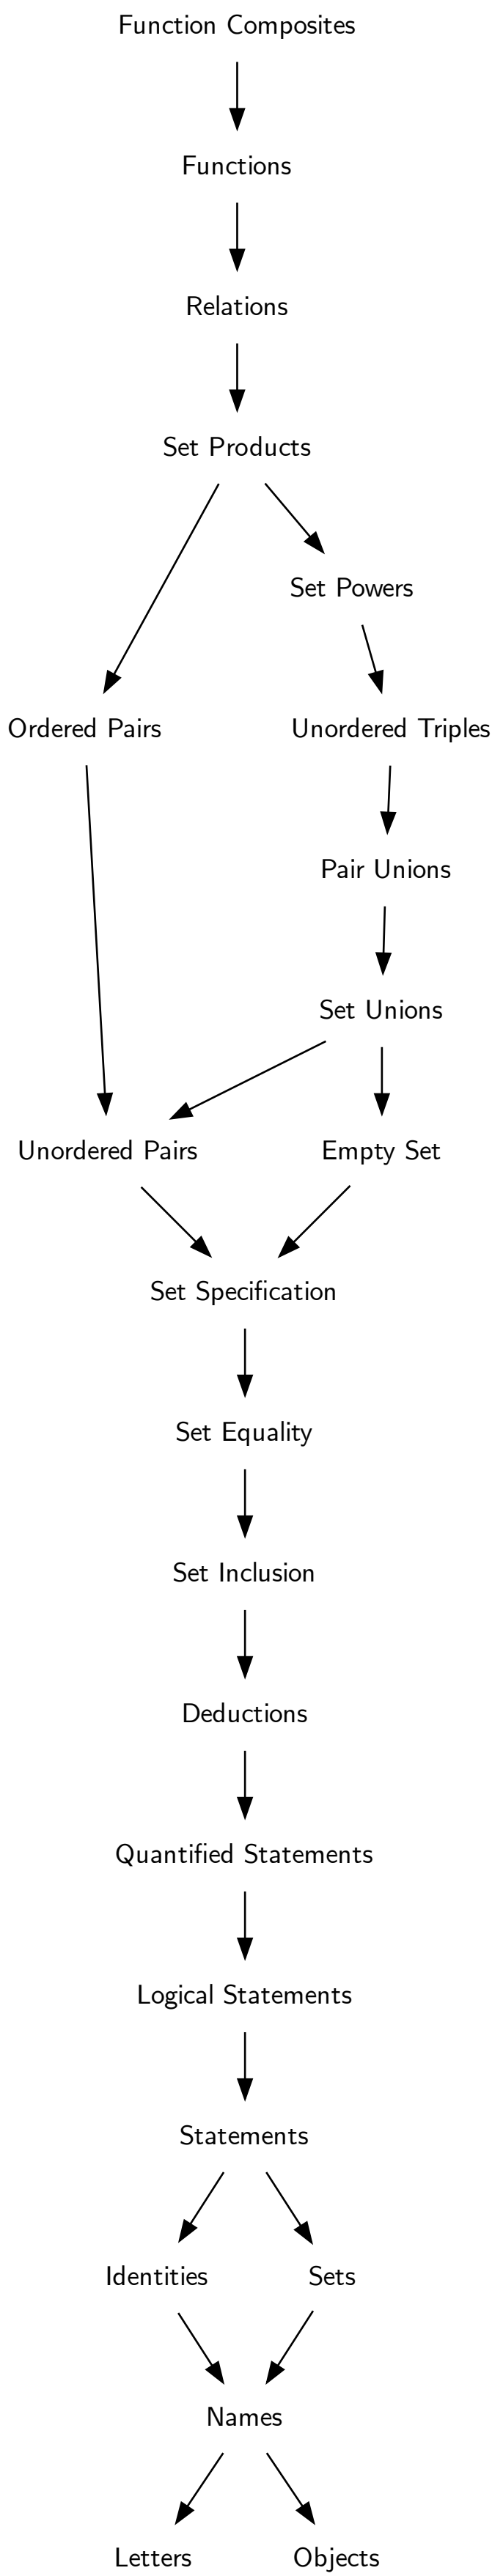 Function Composites
Functions
Relations
Set Products
Set Powers
Ordered Pairs
Unordered Triples
Pair Unions
Set Unions
Unordered Pairs
Empty Set
Set Specification
Set Equality
Set Inclusion
Deductions
Quantified Statements
Logical Statements
Statements
Identities
Sets
Names
Letters
Objects